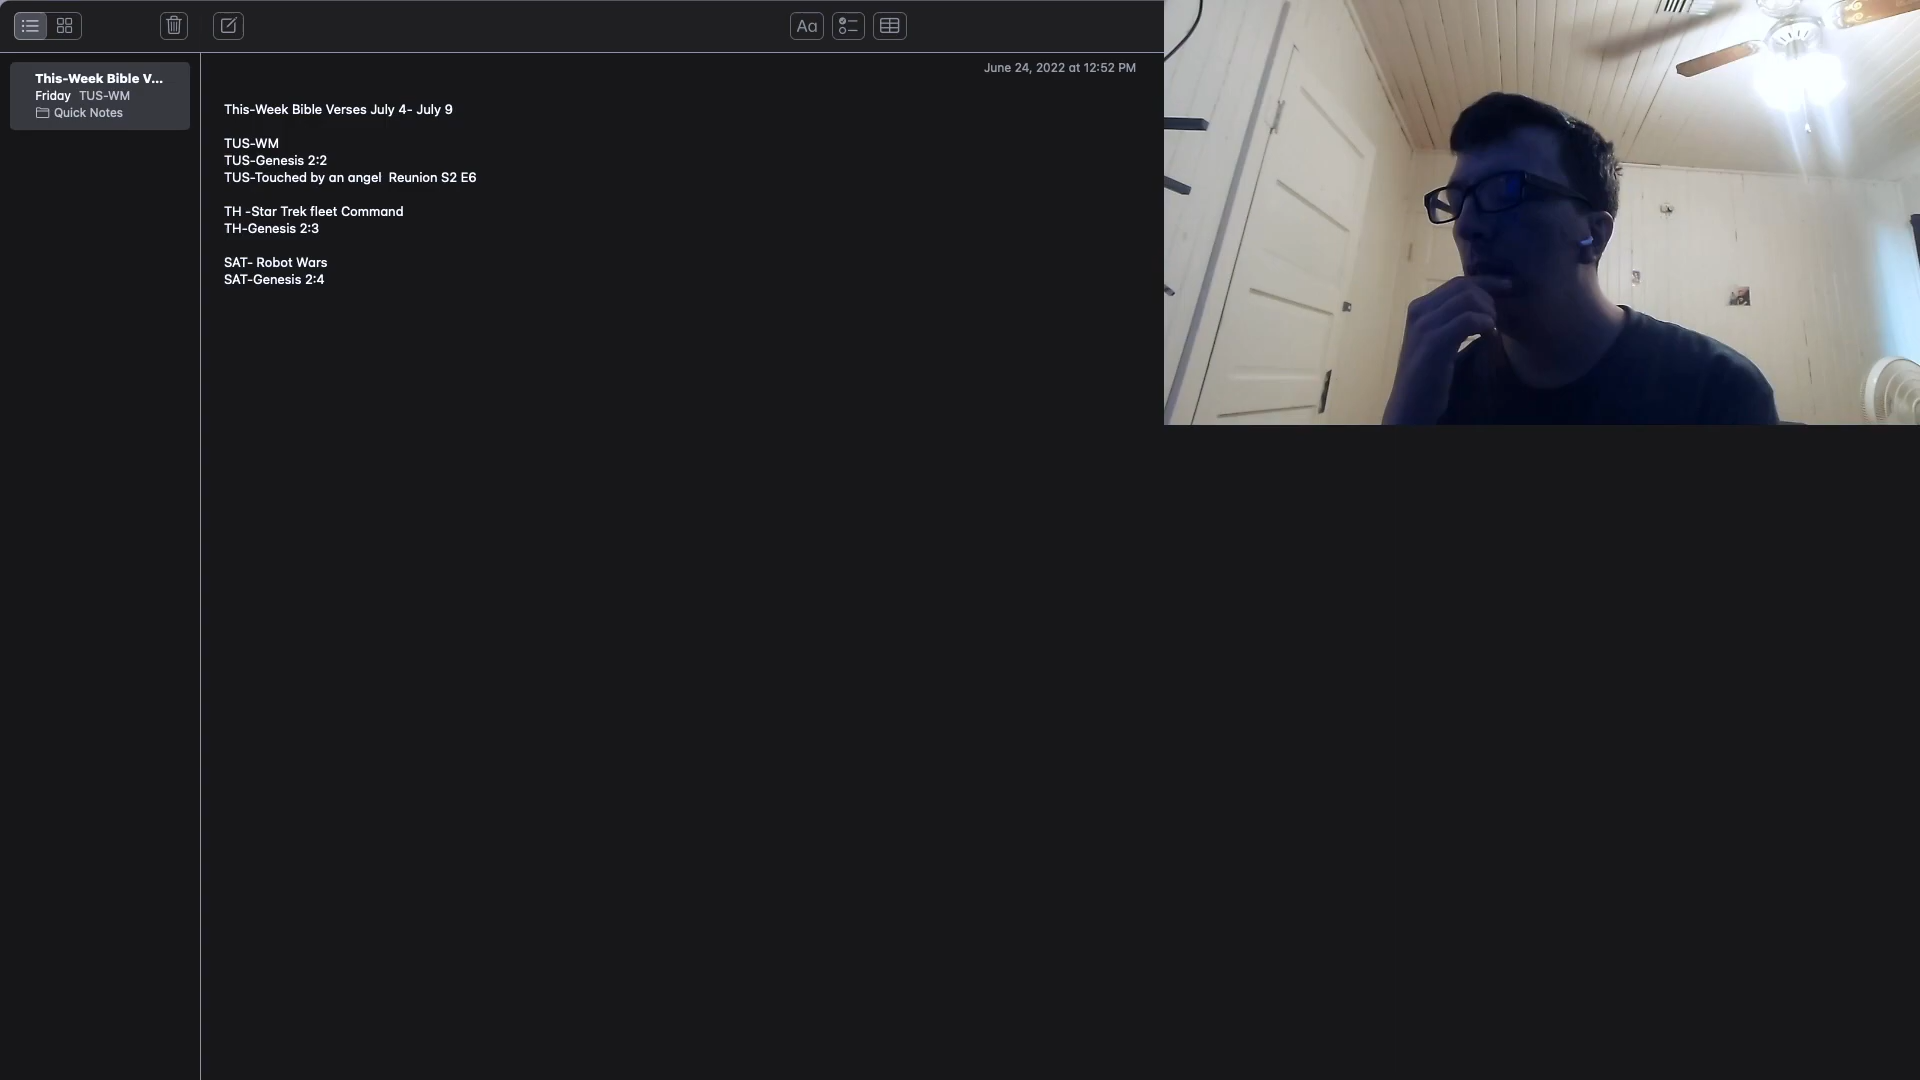 Aa
This-Week Bible V...
Friday TUS-WM
Quick Notes
June 24, 2022 at 12:52 PM
This-Week Bible Verses July 4- July 9
TUS-WM
TUS-Genesis 2:2
TUS-Touched by an angel  Reunion S2 E6
TH -Star Trek fleet Command
TH-Genesis 2:3
SAT- Robot Wars
SAT-Genesis 2:4